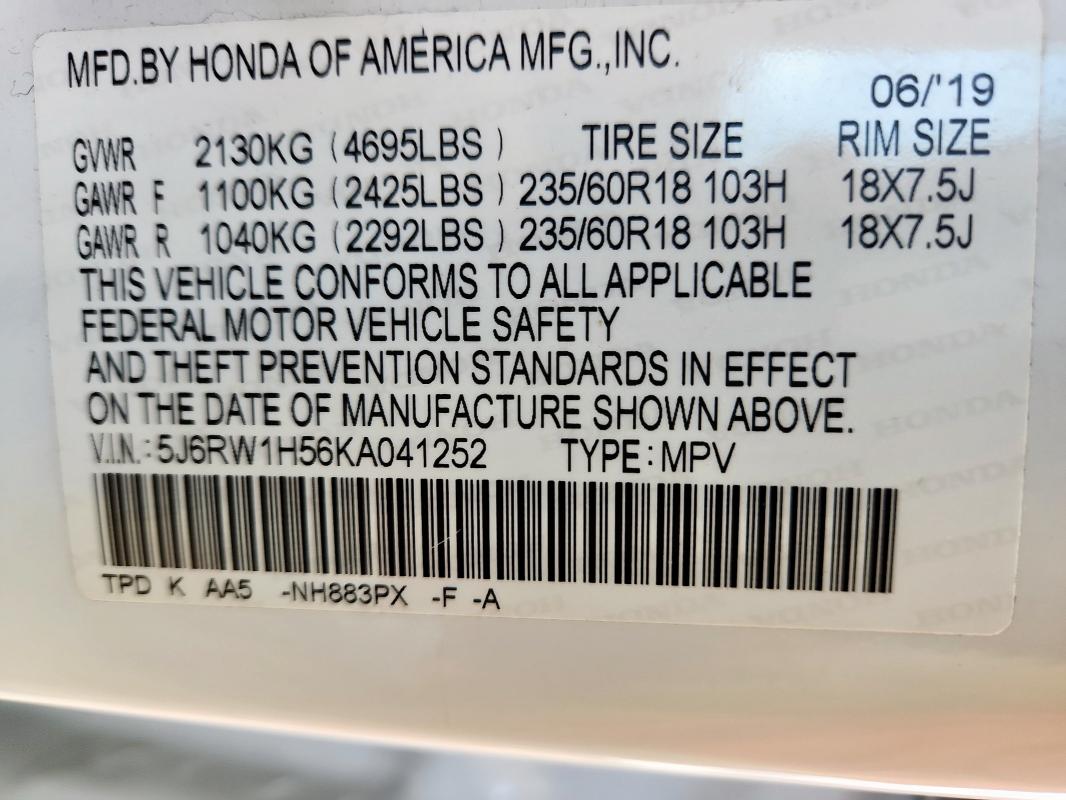 MFD.BY HONDA OF AMERICA MFG.,INC.
06/'19
GVWR 2130KG (4695LBS) TIRE SIZE RIM SIZE
GAWR F 1100KG (2425LBS) 235/60R18 103H 18X7.5J
GAWR R 1040KG (2292LBS) 235/60R18 103H 18X7.5J
THIS VEHICLE CONFORMS TO ALL APPLICABLE
FEDERAL MOTOR VEHICLE SAFETY
AND THEFT PREVENTION STANDARDS IN EFFECT
ON THE DATE OF MANUFACTURE SHOWN ABOVE.
V.I.N.: 5J6RW1H56KA041252 TYPE: MPV
TPD K AA5 -NH883PX -F -A